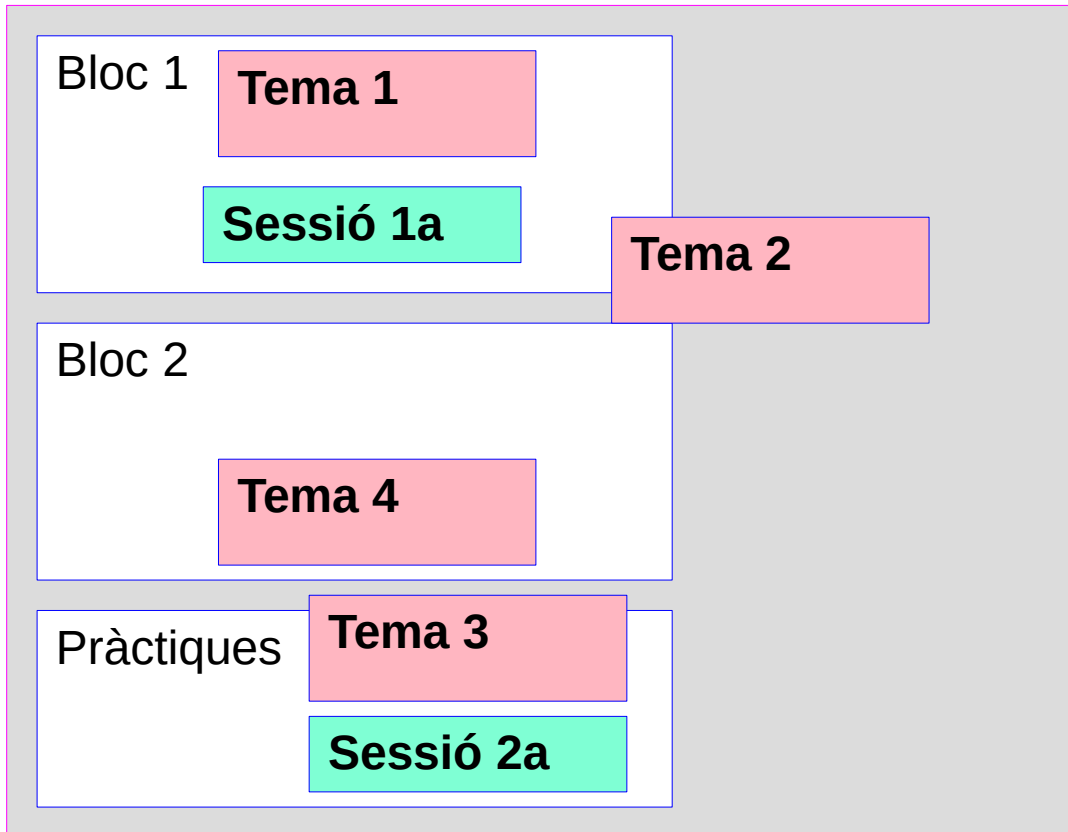 Bloc 1
Tema 1
Sessió 1a
Tema 2
Bloc 2
Tema 4
Pràctiques
Tema 3
Sessió 2a